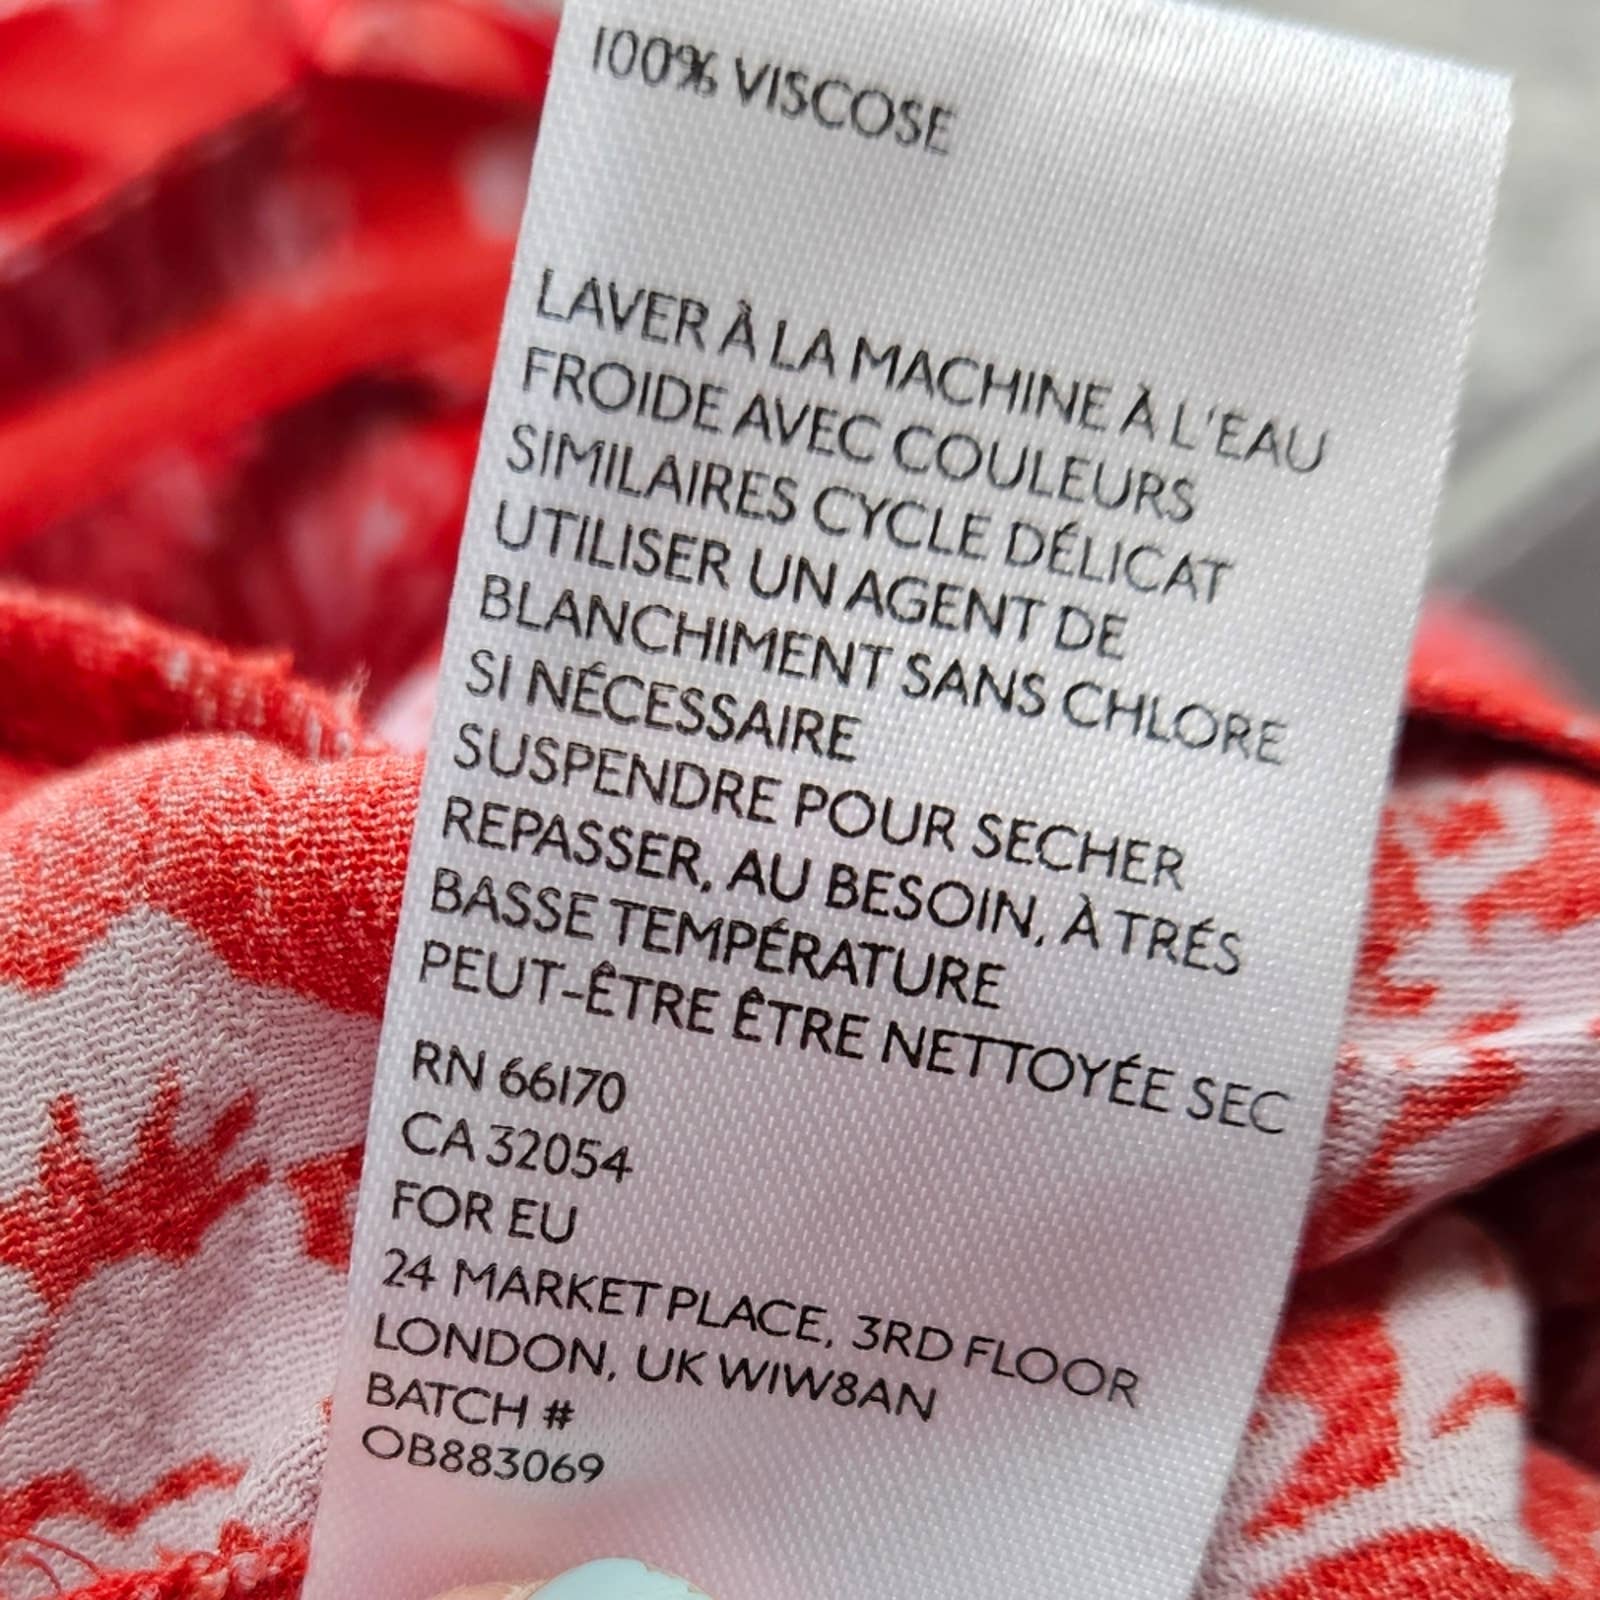 100% VISCOSE
LAVER À LA MACHINE À L'EAU
FROIDE AVEC COULEURS
SIMILAIRES CYCLE DÉLICAT
UTILISER UN AGENT DE
BLANCHIMENT SANS CHLORE
SI NÉCESSAIRE
SUSPENDRE POUR SECHER
REPASSER, AU BESOIN, À TRÉS
BASSE TEMPÉRATURE
PEUT-ÊTRE ÊTRE NETTOYÉE SEC
RN 66170
CA 32054
FOR EU
24 MARKET PLACE, 3RD FLOOR
LONDON, UK W1W8AN
BATCH #
OB883069